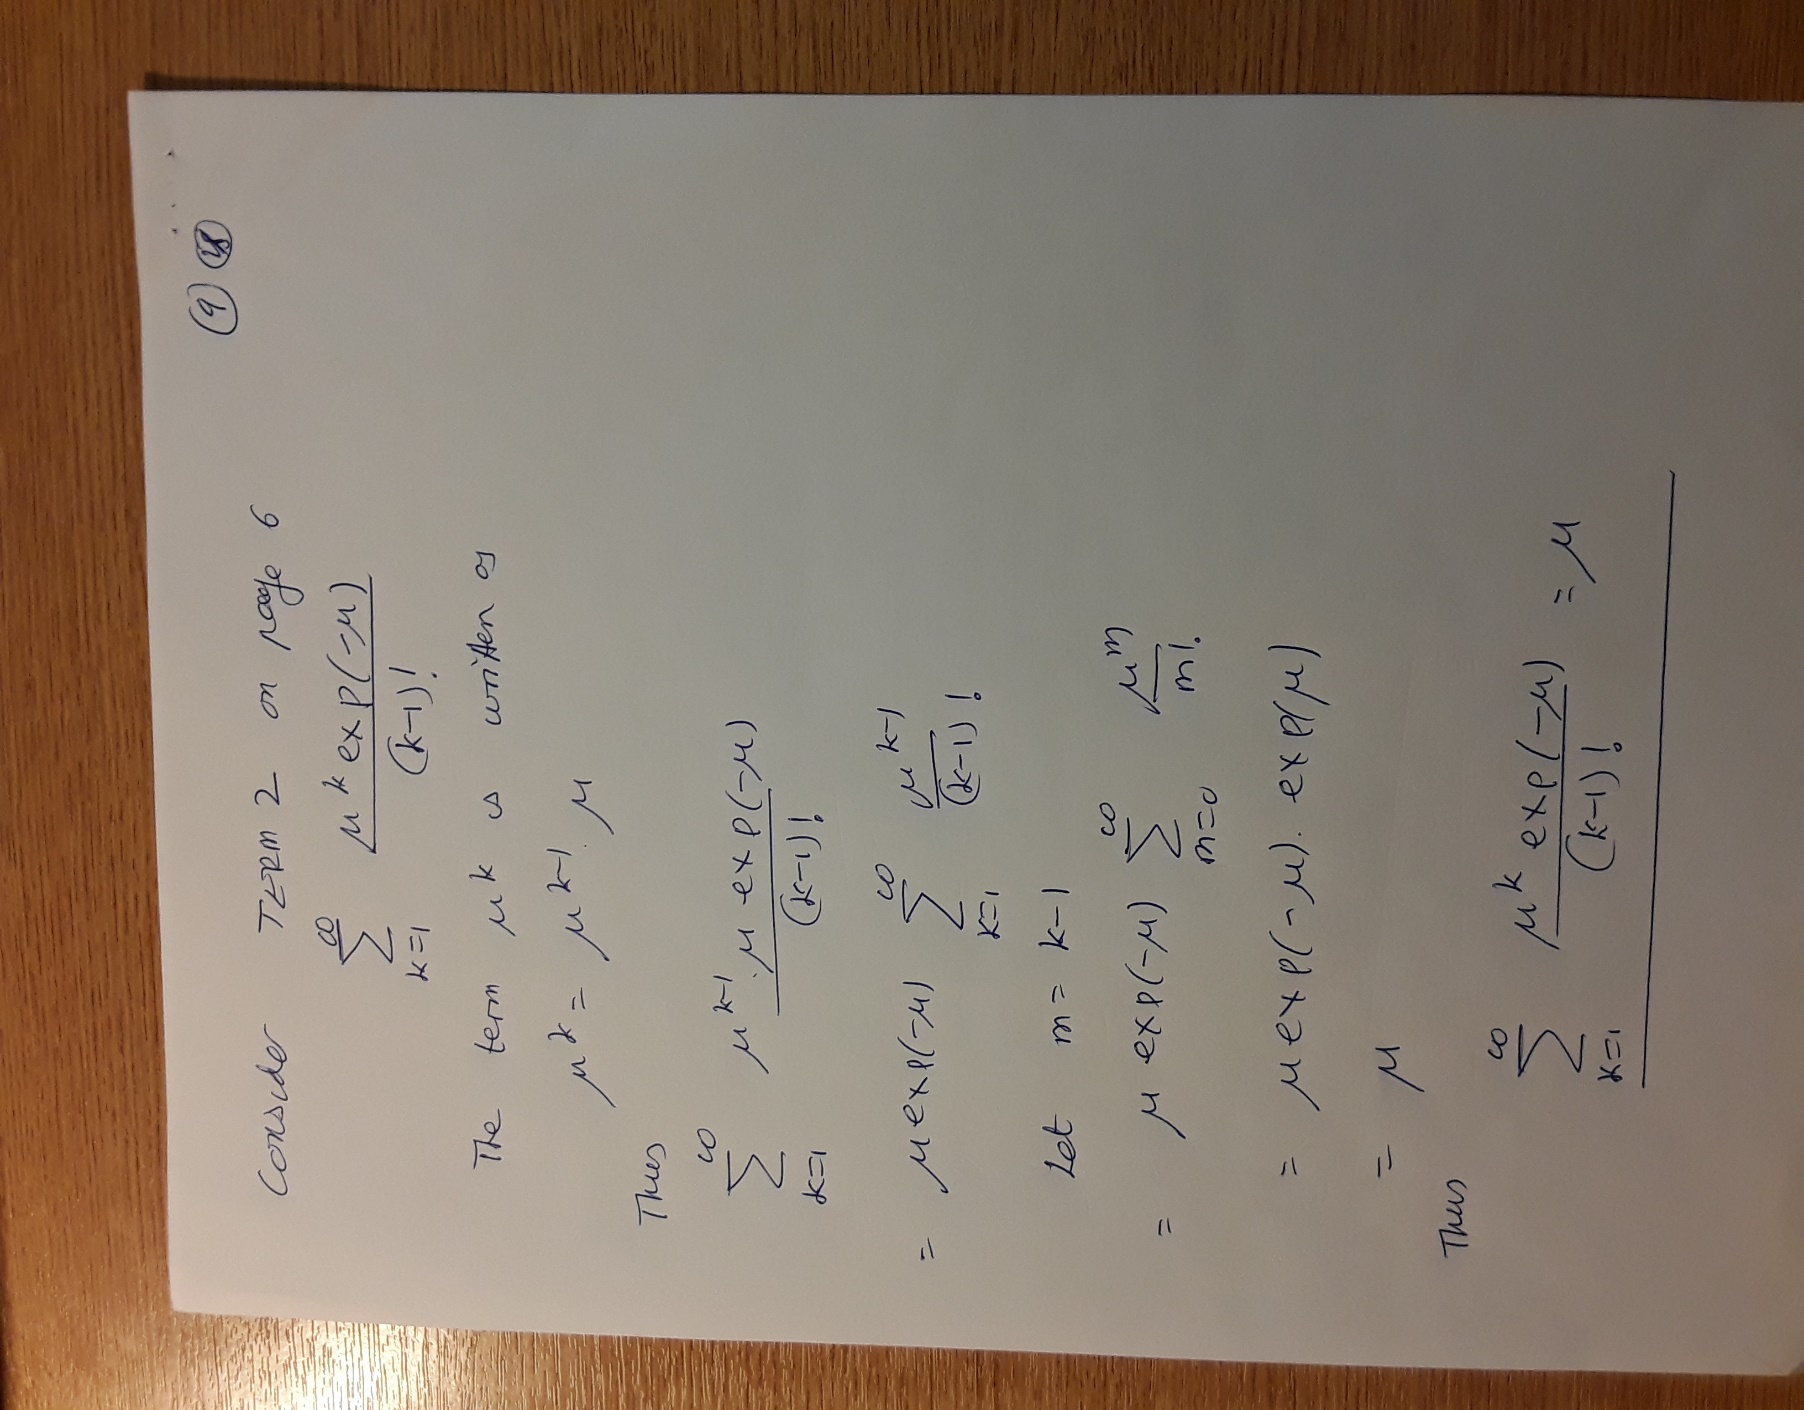 (9)
Consider TERM 2 on page 6
∞ ∑ k=1 μ^k exp(-μ) / (k-1)!
The term μ^k is written as
μ^k = μ^(k-1) . μ
Thus
∞ ∑ k=1 μ^(k-1) . μ exp(-μ) / (k-1)!
= μ exp(-μ) ∞ ∑ k=1 μ^(k-1) / (k-1)!
Let m = k-1
= μ exp(-μ) ∞ ∑ m=0 μ^m / m!
= μ exp(-μ) . exp(μ)
= μ
Thus
∞ ∑ k=1 μ^k exp(-μ) / (k-1)! = μ